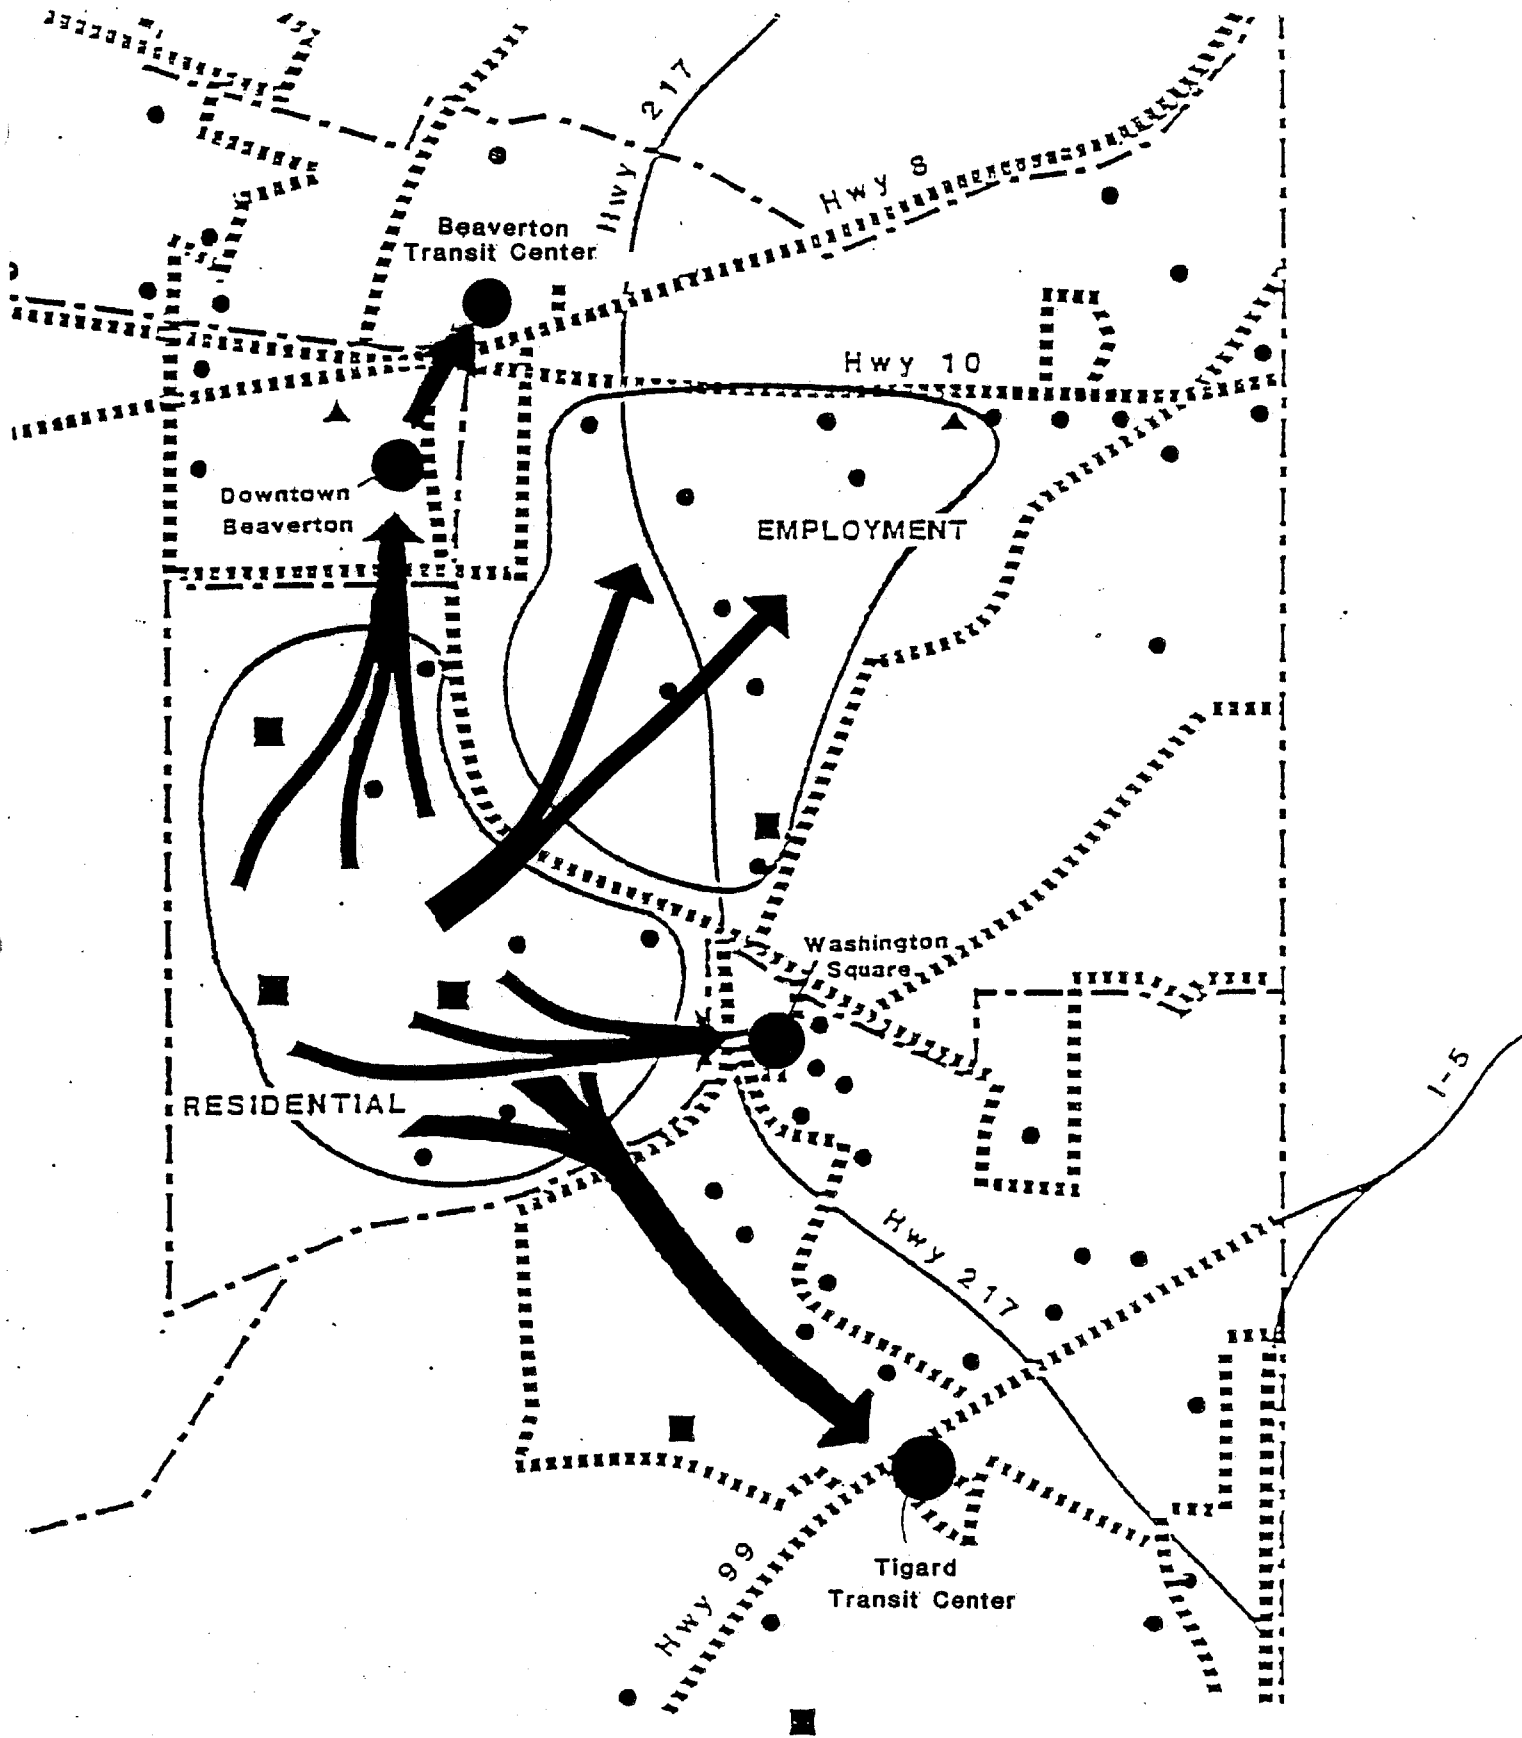 Hwy 217
Hwy 8
Beaverton
Transit Center
Hwy 10
Downtown
Beaverton
EMPLOYMENT
Washington
Square
RESIDENTIAL
I-5
Hwy 217
Hwy 99
Tigard
Transit Center